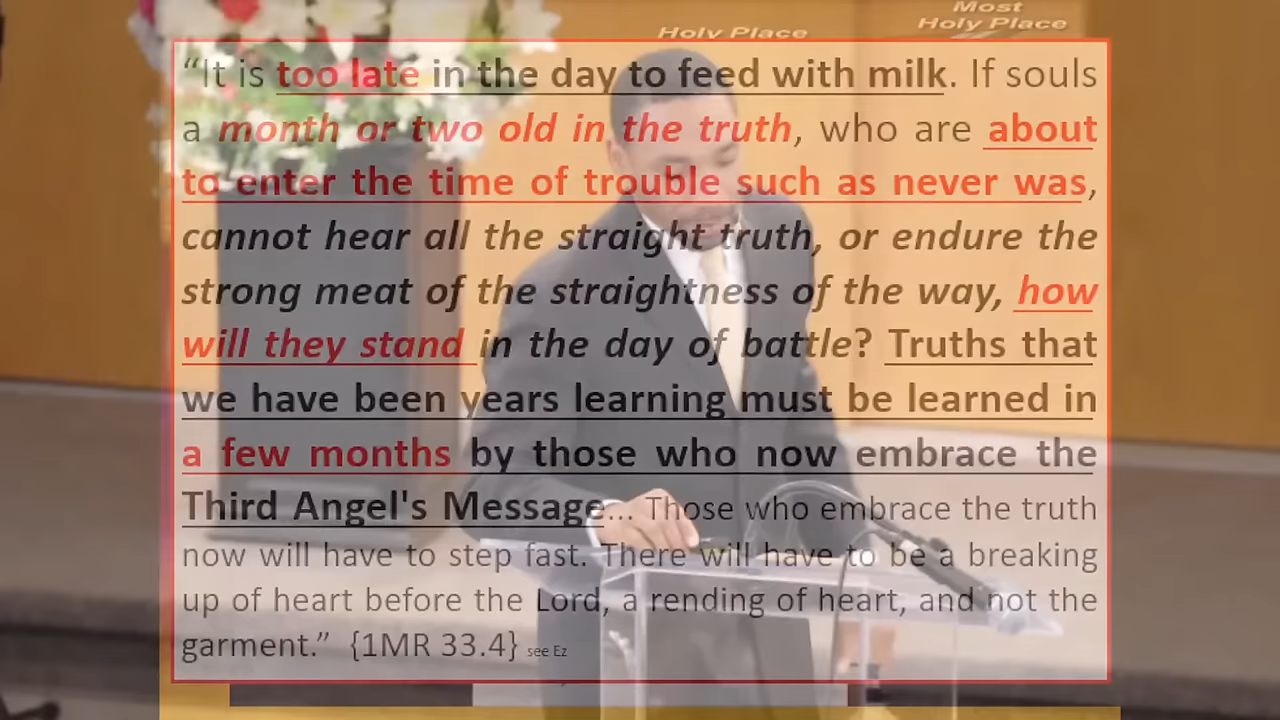 Most
Holy Place
Holy Place
“It is too late in the day to feed with milk. If souls
a month or two old in the truth, who are about
to enter the time of trouble such as never was,
cannot hear all the straight truth, or endure the
strong meat of the straightness of the way, how
will they stand in the day of battle? Truths that
we have been years learning must be learned in
a few months by those who now embrace the
Third Angel's Message... Those who embrace the truth
now will have to step fast. There will have to be a breaking
up of heart before the Lord, a rending of heart, and not the
garment.” {1MR 33.4} see Ez